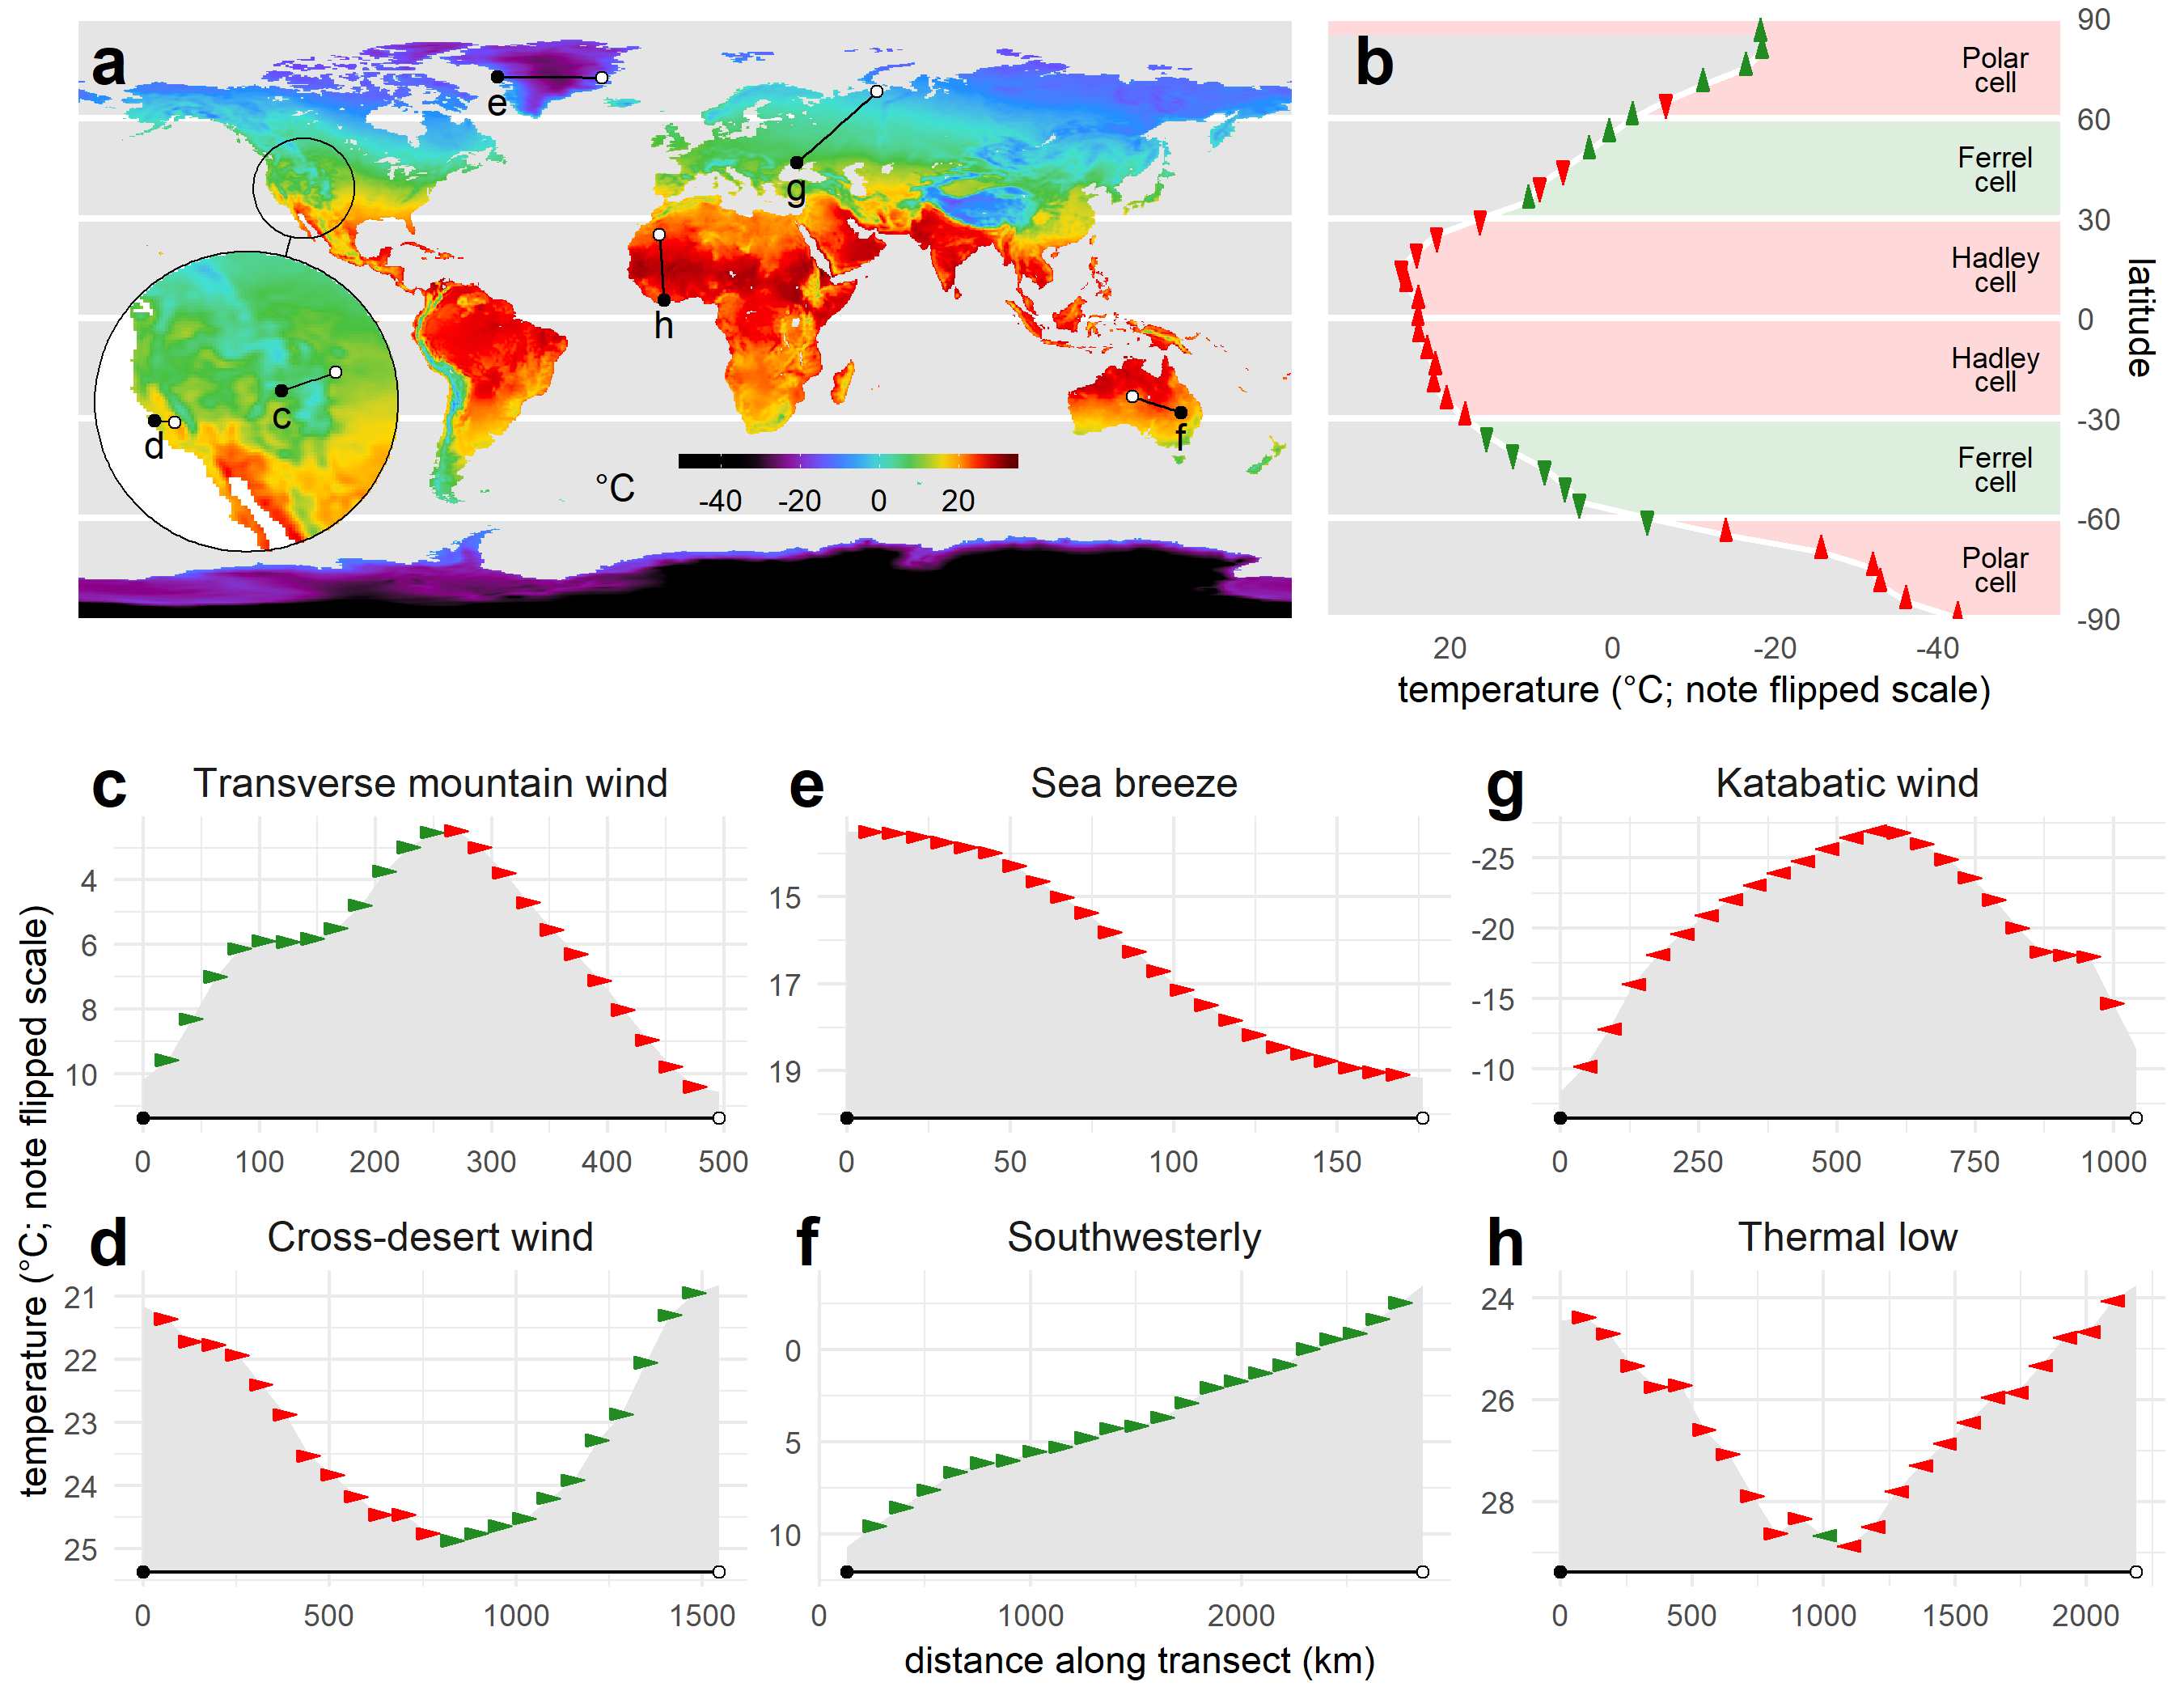 a
e
g
h
c
d
f
°C
-40 -20 0 20
b
Polar
cell
Ferrel
cell
Hadley
cell
Hadley
cell
Ferrel
cell
Polar
cell
90
60
30
0
-30
-60
-90
latitude
20 0 -20 -40
temperature (°C; note flipped scale)
temperature (°C; note flipped scale)
c Transverse mountain wind
4
6
8
10
0 100 200 300 400 500
e Sea breeze
15
17
19
0 50 100 150
g Katabatic wind
-25
-20
-15
-10
0 250 500 750 1000
d Cross-desert wind
21
22
23
24
25
0 500 1000 1500
f Southwesterly
0
5
10
0 1000 2000
h Thermal low
24
26
28
0 500 1000 1500 2000
distance along transect (km)